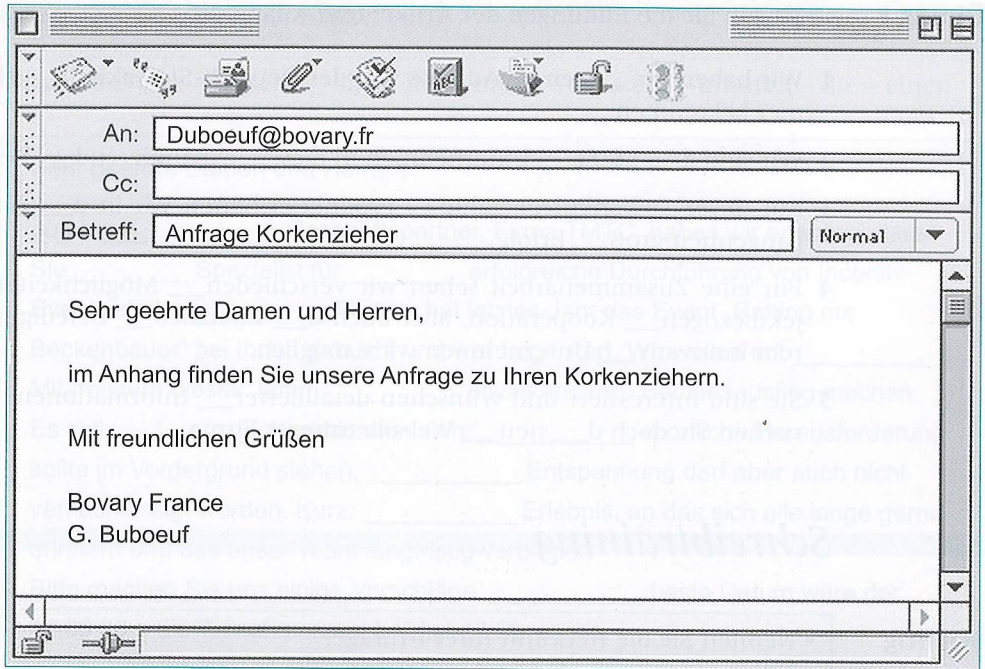 An: Duboeuf@bovary.fr
Cc:
Betreff: Anfrage Korkenzieher
Normal
Sehr geehrte Damen und Herren,
im Anhang finden Sie unsere Anfrage zu Ihren Korkenziehern.
Mit freundlichen Grüßen
Bovary France
G. Buboeuf